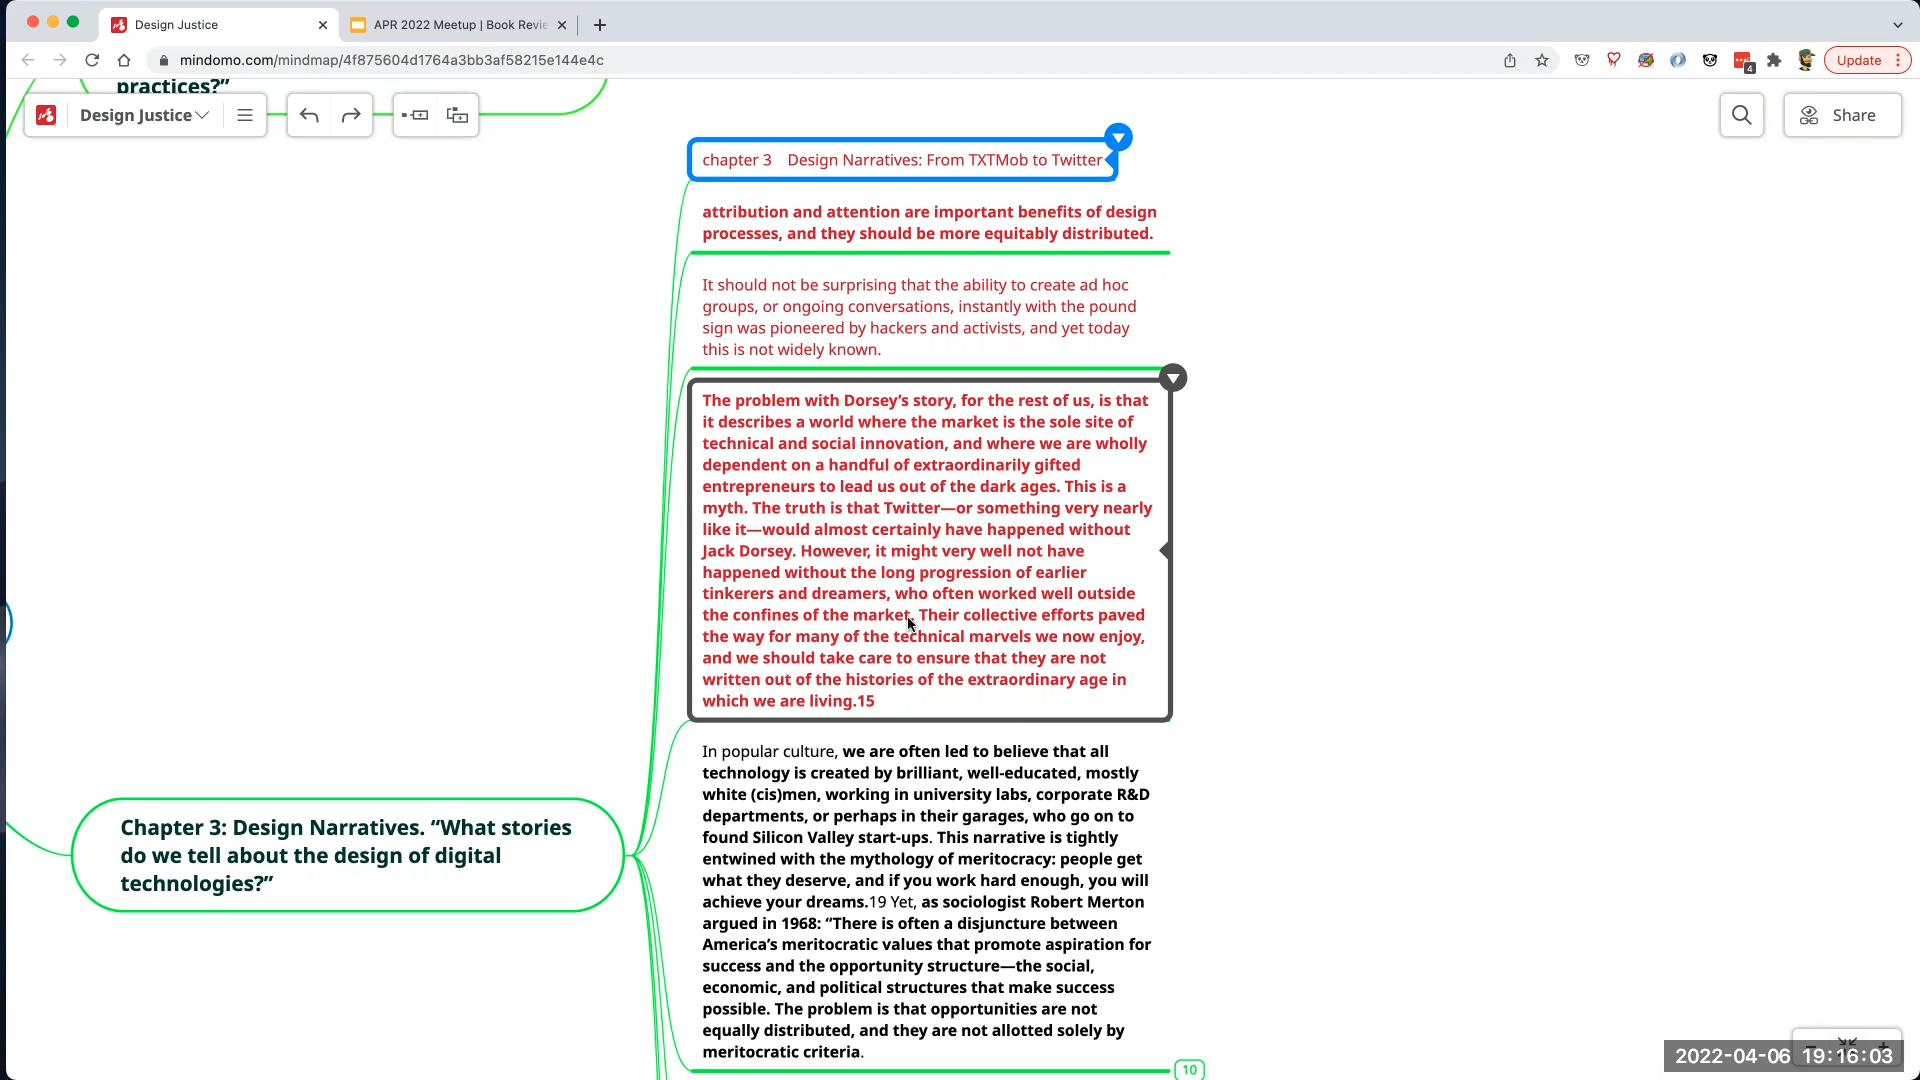 Design Justice
APR 2022 Meetup | Book Revie
mindomo.com/mindmap/4f875604d1764a3bb3af58215e144e4c
4
Update
practices?”
Design Justice
Share
chapter 3 Design Narratives: From TXTMob to Twitter
attribution and attention are important benefits of design
processes, and they should be more equitably distributed.
It should not be surprising that the ability to create ad hoc
groups, or ongoing conversations, instantly with the pound
sign was pioneered by hackers and activists, and yet today
this is not widely known.
The problem with Dorsey’s story, for the rest of us, is that
it describes a world where the market is the sole site of
technical and social innovation, and where we are wholly
dependent on a handful of extraordinarily gifted
entrepreneurs to lead us out of the dark ages. This is a
myth. The truth is that Twitter—or something very nearly
like it—would almost certainly have happened without
Jack Dorsey. However, it might very well not have
happened without the long progression of earlier
tinkerers and dreamers, who often worked well outside
the confines of the market. Their collective efforts paved
the way for many of the technical marvels we now enjoy,
and we should take care to ensure that they are not
written out of the histories of the extraordinary age in
which we are living.15
In popular culture, we are often led to believe that all
technology is created by brilliant, well-educated, mostly
white (cis)men, working in university labs, corporate R&D
departments, or perhaps in their garages, who go on to
found Silicon Valley start-ups. This narrative is tightly
entwined with the mythology of meritocracy: people get
what they deserve, and if you work hard enough, you will
achieve your dreams.19 Yet, as sociologist Robert Merton
argued in 1968: “There is often a disjuncture between
America’s meritocratic values that promote aspiration for
success and the opportunity structure—the social,
economic, and political structures that make success
possible. The problem is that opportunities are not
equally distributed, and they are not allotted solely by
meritocratic criteria.
10
Chapter 3: Design Narratives. “What stories
do we tell about the design of digital
technologies?”
2022-04-06 19:16:03